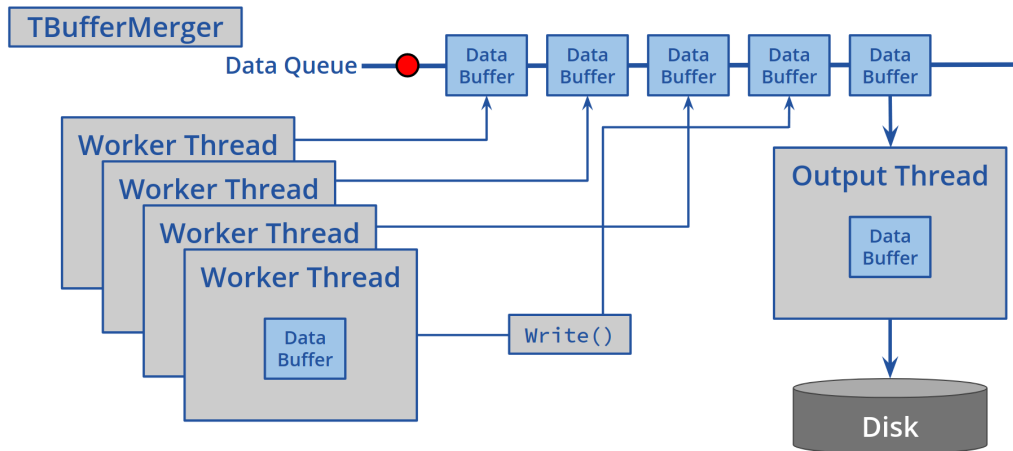 TBufferMerger
Data Queue
Data
Buffer
Data
Buffer
Data
Buffer
Data
Buffer
Data
Buffer
Worker Thread
Worker Thread
Worker Thread
Worker Thread
Data
Buffer
Write()
Output Thread
Data
Buffer
Disk